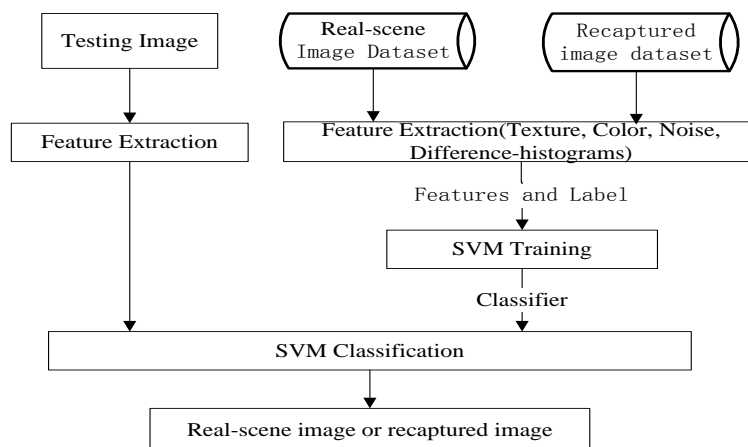 Testing Image
Real-scene
Image Dataset
Recaptured
image dataset
Feature Extraction
Feature Extraction(Texture, Color, Noise,
Difference-histograms)
Features and Label
SVM Training
Classifier
SVM Classification
Real-scene image or recaptured image